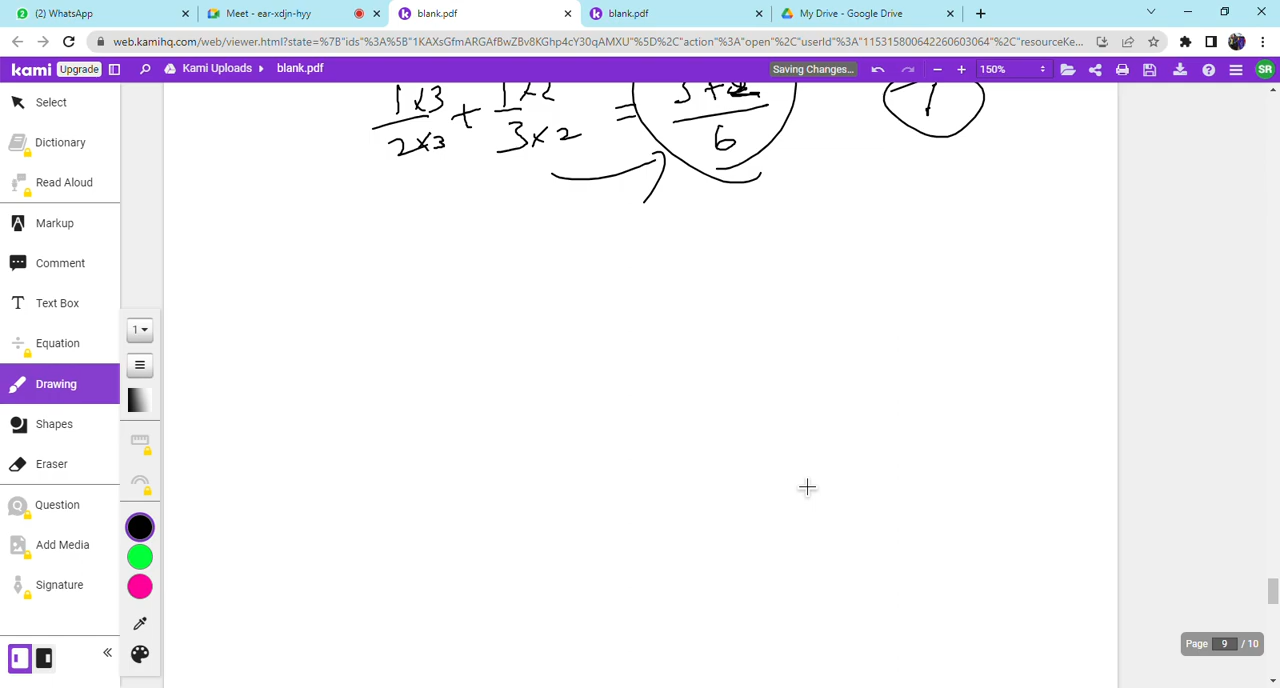 (2) WhatsApp
Meet - ear-xdjn-hyy
blank.pdf
blank.pdf
My Drive - Google Drive
web.kamihq.com/web/viewer.html?state=%7B"ids"%3A%5B"1KAXsGfmARGAfBwZBv8KGhp4cY30qAMXU"%5D%2C"action"%3A"open"%2C"userId"%3A"115315800642260603064"%2C"resourceKe...
kami Upgrade
Kami Uploads
blank.pdf
Saving Changes...
150%
SR
Select
Dictionary
Read Aloud
Markup
Comment
Text Box
Equation
Drawing
Shapes
Eraser
Question
Add Media
Signature
1
1×3 + 1×2 =
2×3 3×2 6
Page 9 / 10